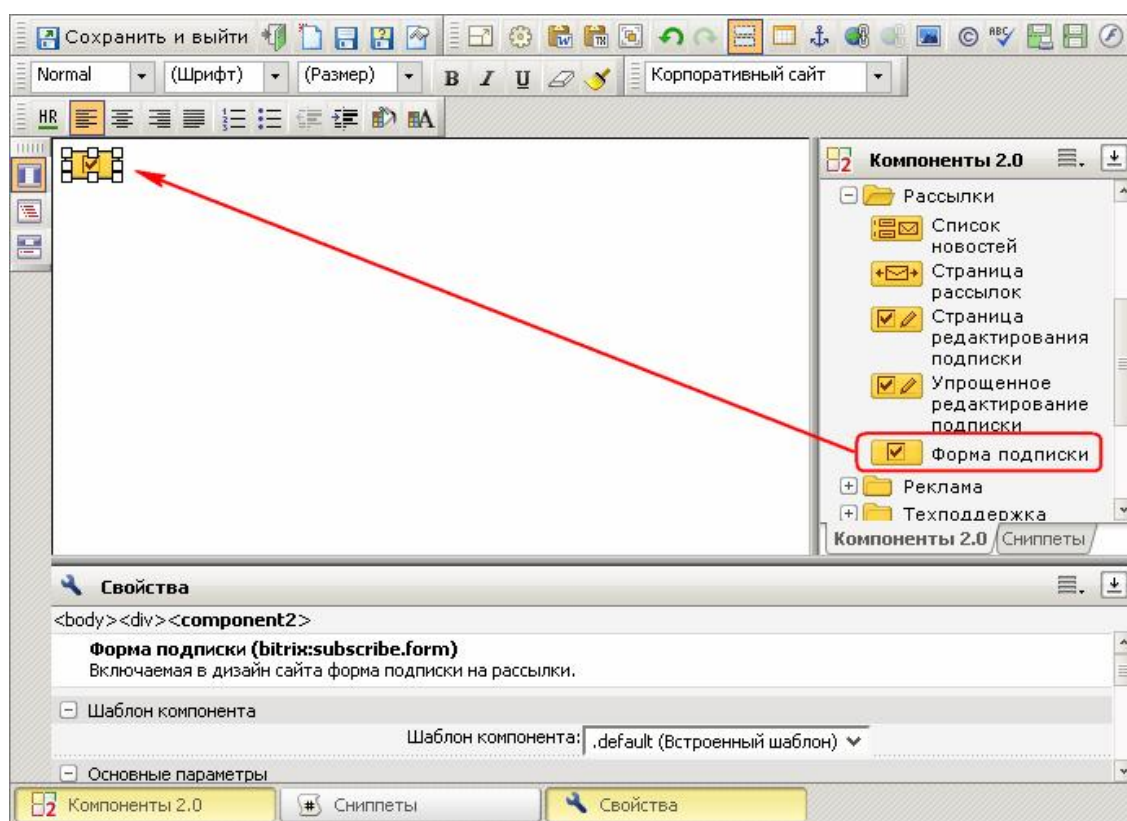 Сохранить и выйти
Normal (Шрифт) (Размер) B I U Корпоративный сайт
HR
Компоненты 2.0
Рассылки
Список
новостей
Страница
рассылок
Страница
редактирования
подписки
Упрощенное
редактирование
подписки
Форма подписки
Реклама
Техподдержка
Компоненты 2.0 Сниппеты
Свойства
<body><div><component2>
Форма подписки (bitrix:subscribe.form)
Включаемая в дизайн сайта форма подписки на рассылки.
Шаблон компонента
Шаблон компонента: .default (Встроенный шаблон)
Основные параметры
Компоненты 2.0 Сниппеты Свойства